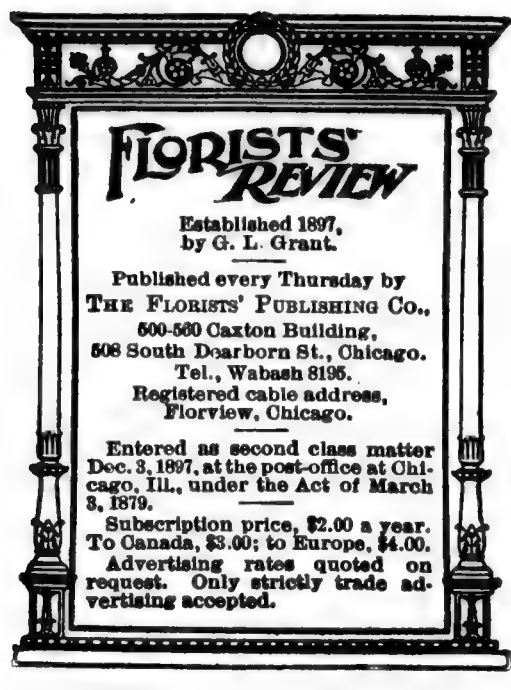 FLORISTS'
REVIEW
Established 1897,
by G. L. Grant.
Published every Thursday by
THE FLORISTS' PUBLISHING CO.,
500-560 Caxton Building,
508 South Dearborn St., Chicago.
Tel., Wabash 8195.
Registered cable address,
Florview, Chicago.
Entered as second class matter
Dec. 3, 1897, at the post-office at Chi-
cago, Ill., under the Act of March
3, 1879.
Subscription price, $2.00 a year.
To Canada, $3.00; to Europe, $4.00.
Advertising rates quoted on
request. Only strictly trade ad-
vertising accepted.